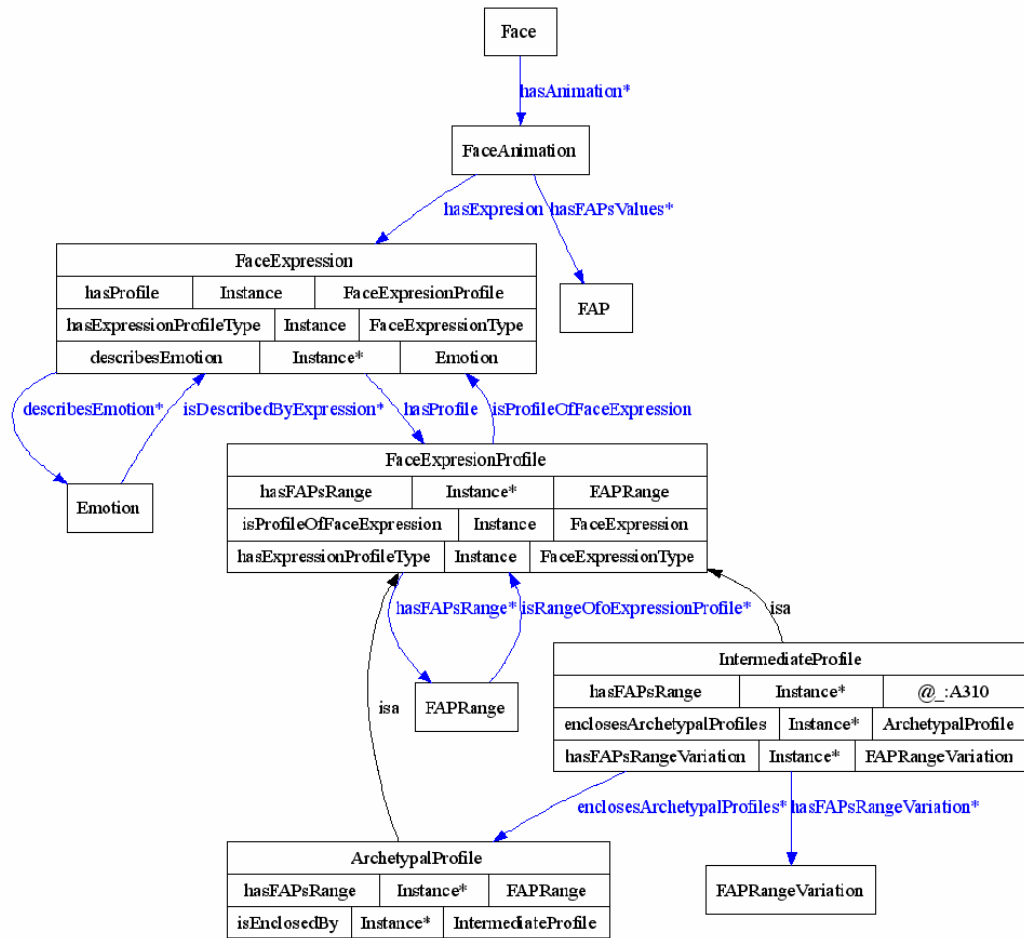 Face
hasAnimation*
FaceAnimation
hasExpresion hasFAPsValues*
FaceExpression
hasProfile Instance FaceExpresionProfile
FAP
hasExpressionProfileType Instance FaceExpressionType
describesEmotion Instance* Emotion
describesEmotion* isDescribedByExpression* hasProfile isProfileOfFaceExpression
FaceExpresionProfile
hasFAPsRange Instance* FAPRange
Emotion
isProfileOfFaceExpression Instance FaceExpression
hasExpressionProfileType Instance FaceExpressionType
hasFAPsRange* isRangeOfoExpressionProfile* isa
IntermediateProfile
hasFAPsRange Instance* @_:A310
isa
FAPRange
enclosesArchetypalProfiles Instance* ArchetypalProfile
hasFAPsRangeVariation Instance* FAPRangeVariation
enclosesArchetypalProfiles* hasFAPsRangeVariation*
ArchetypalProfile
hasFAPsRange Instance* FAPRange
FAPRangeVariation
isEnclosedBy Instance* IntermediateProfile